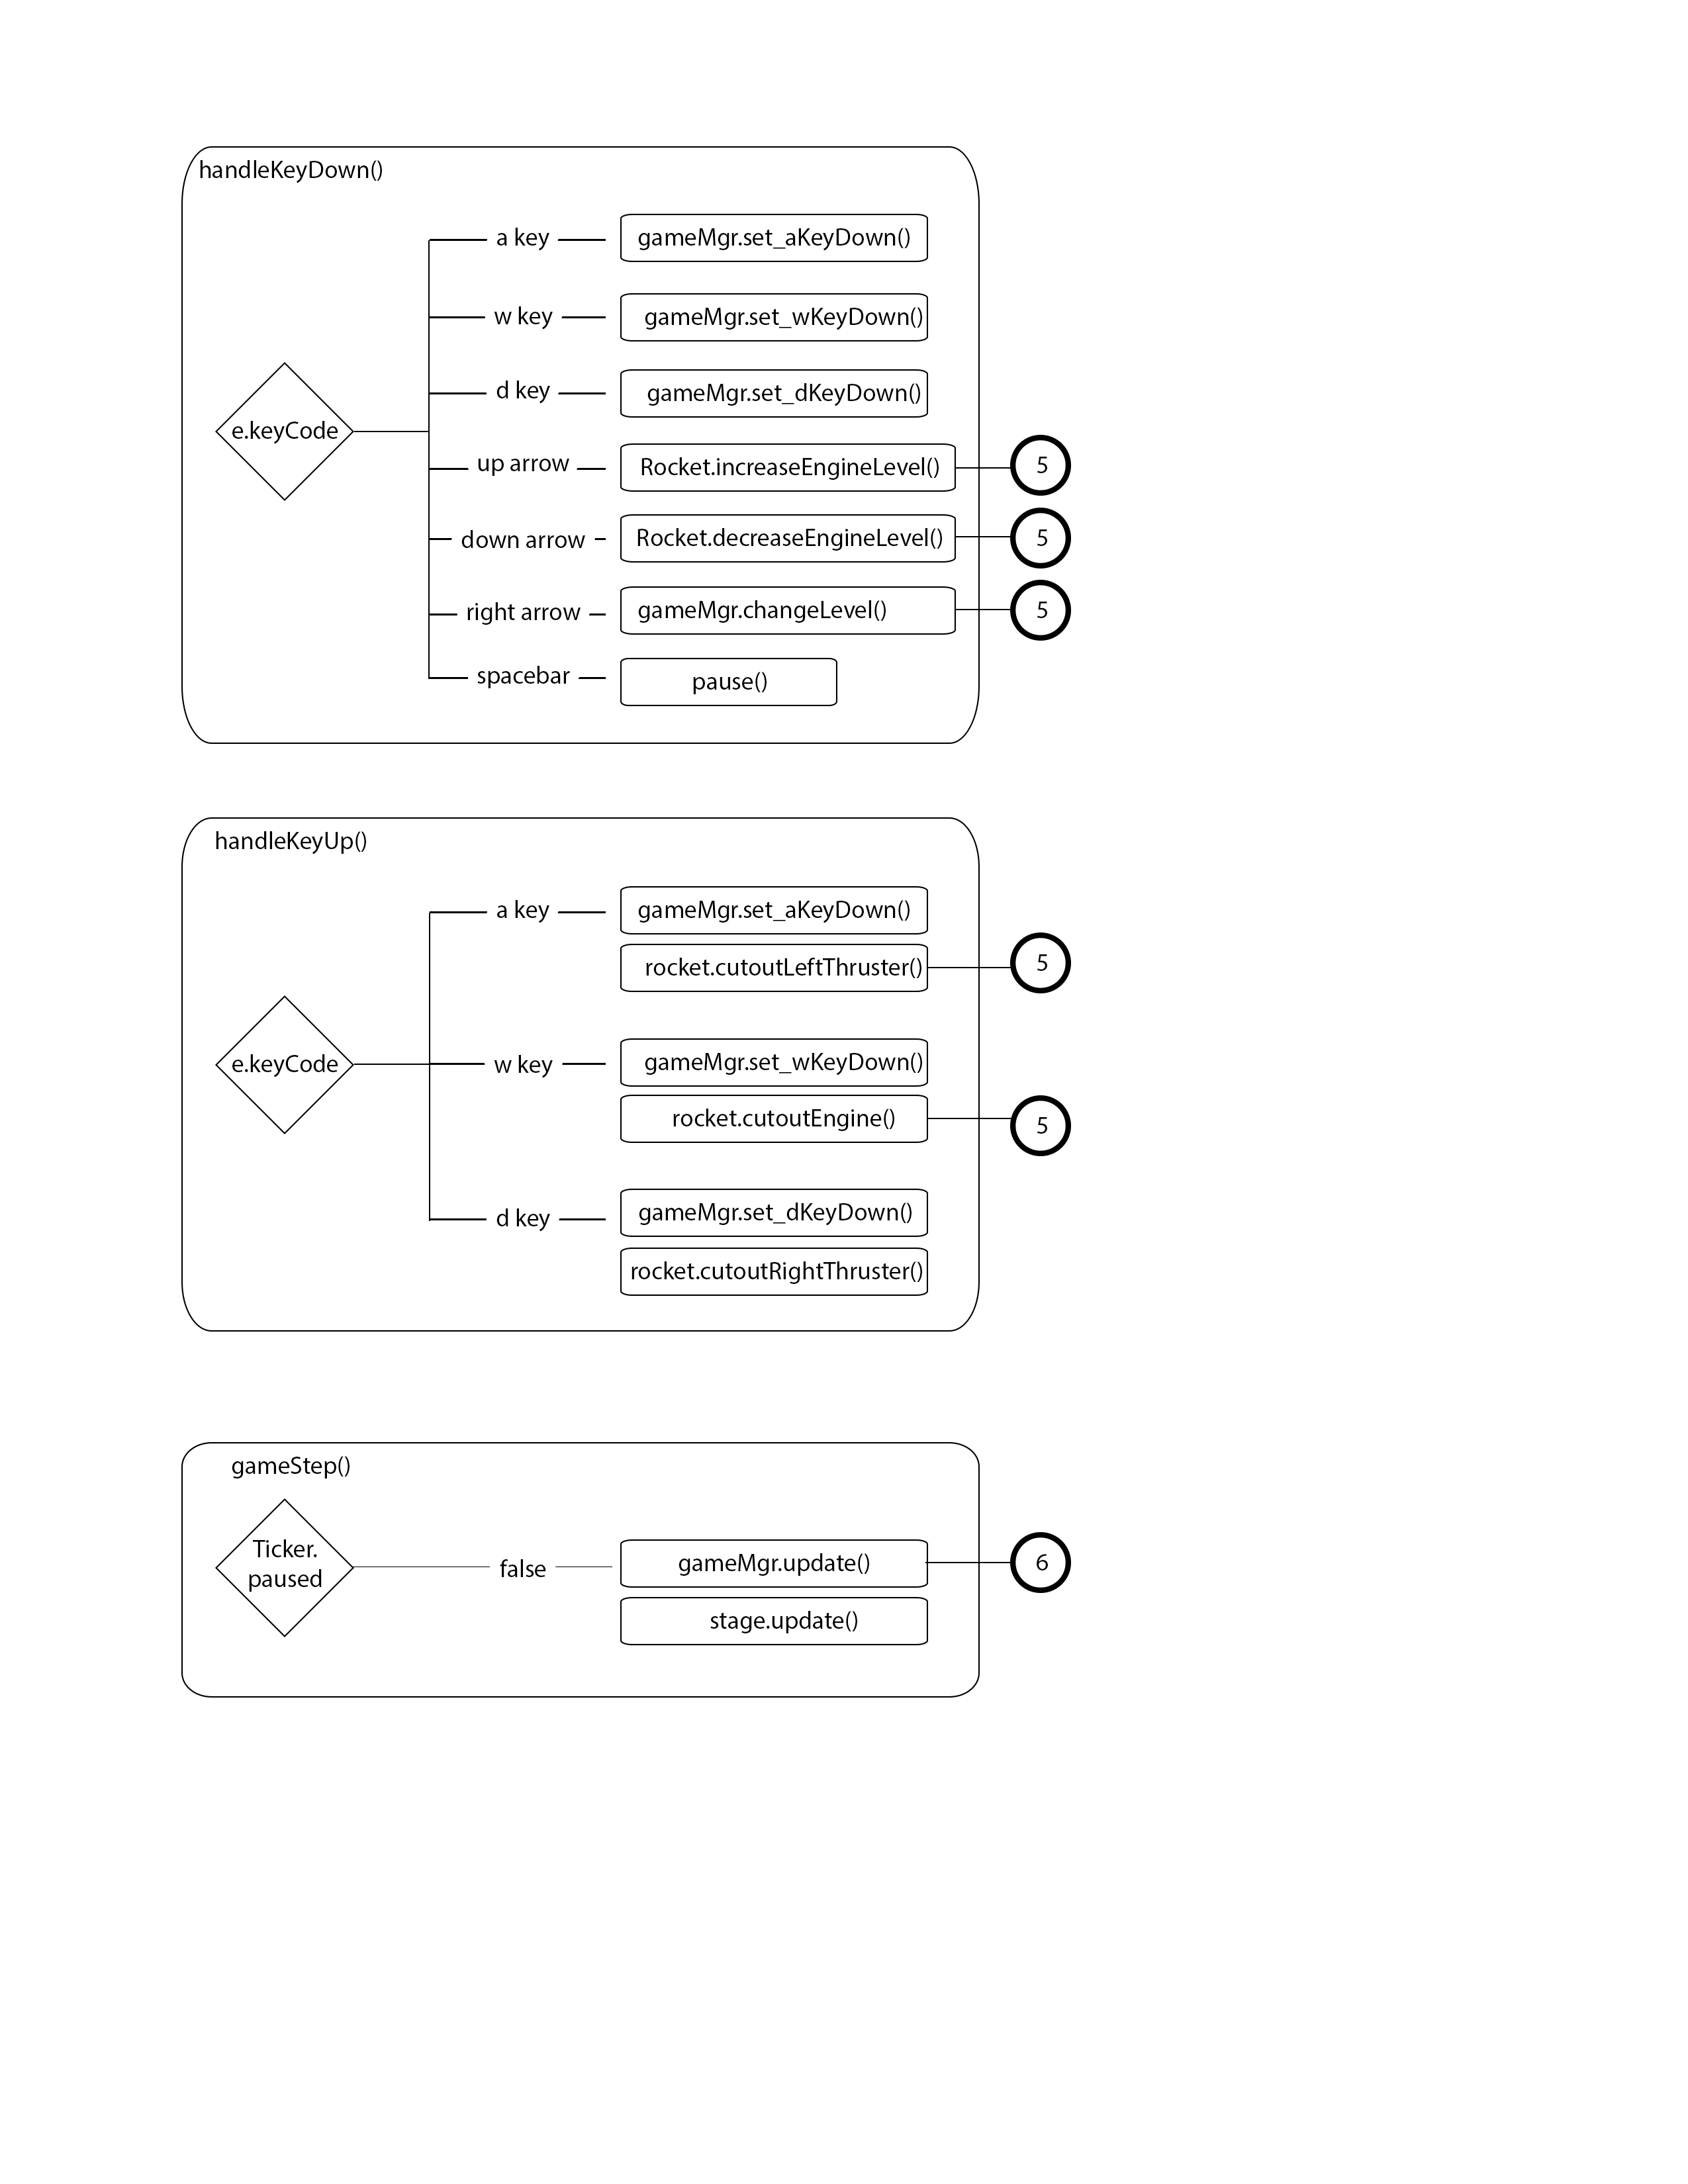 handleKeyDown()
a key gameMgr.set_aKeyDown()
w key gameMgr.set_wKeyDown()
d key gameMgr.set_dKeyDown()
e.keyCode
up arrow Rocket.increaseEngineLevel() 5
down arrow Rocket.decreaseEngineLevel() 5
right arrow gameMgr.changeLevel() 5
spacebar pause()
handleKeyUp()
a key gameMgr.set_aKeyDown()
rocket.cutoutLeftThruster() 5
e.keyCode w key gameMgr.set_wKeyDown()
rocket.cutoutEngine() 5
d key gameMgr.set_dKeyDown()
rocket.cutoutRightThruster()
gameStep()
Ticker.
paused
false gameMgr.update() 6
stage.update()